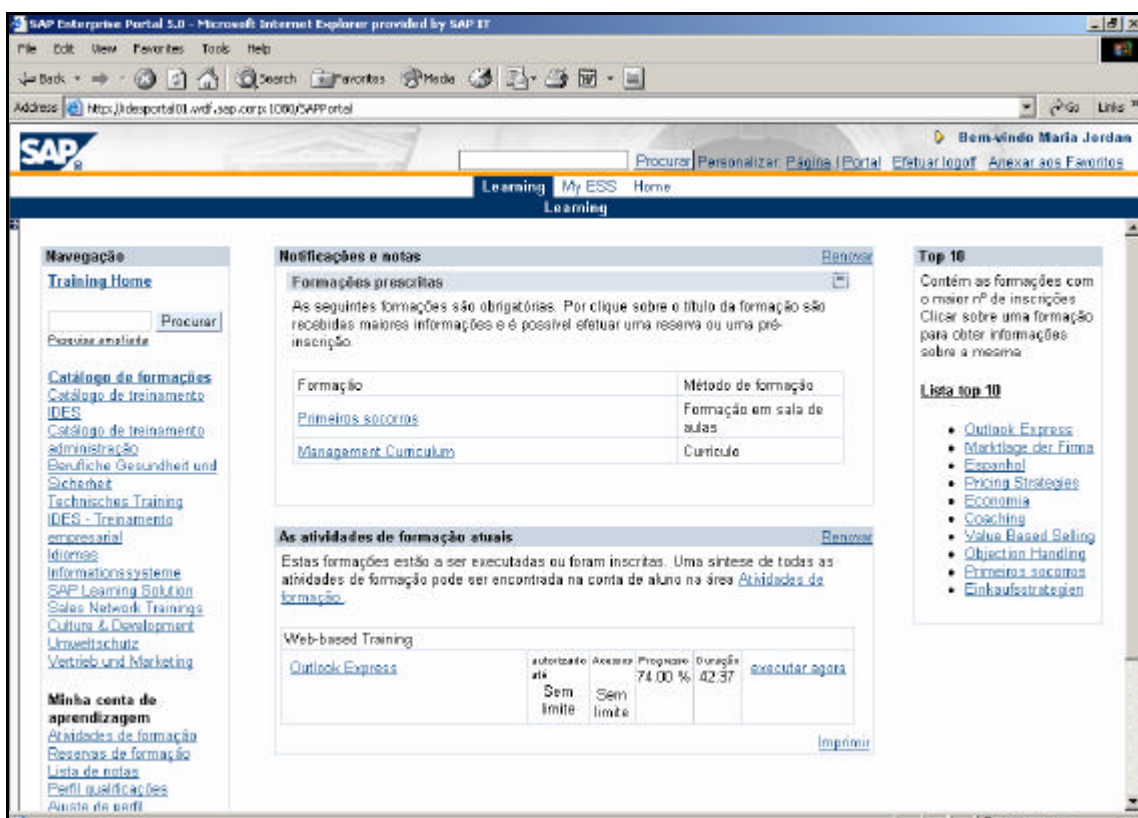 SAP Enterprise Portal 5.0 - Microsoft Internet Explorer provided by SAP IT
File Edit View Favorites Tools Help
Back Search Favorites Media
Address http://idesportal01.wdf.sap.corp:1080/SAPPortal Go Links
SAP
Bem-vindo Maria Jordan
Procurar Personalizar: Página | Portal Efetuar logoff Anexar aos Favoritos
Learning My ESS Home
Learning
Navegação
Training Home
Procurar
Pesquisa ampliada
Catálogo de formações
Catálogo de treinamento
IDES
Catálogo de treinamento
administração
Berufliche Gesundheit und
Sicherheit
Technisches Training
IDES - Treinamento
empresarial
Idiomas
Informationssysteme
SAP Learning Solution
Sales Network Trainings
Culture & Development
Umweltschutz
Vertrieb und Marketing
Minha conta de
aprendizagem
Atividades de formação
Reservas de formação
Lista de notas
Perfil qualificações
Ajuste de perfil
Notificações e notas Renovar
Formações prescritas
As seguintes formações são obrigatórias. Por clique sobre o título da formação são
recebidas maiores informações e é possível efetuar uma reserva ou uma pré-
inscrição.
Formação Método de formação
Primeiros socorros Formação em sala de
aulas
Management Curriculum Currículo
As atividades de formação atuais Renovar
Estas formações estão a ser executadas ou foram inscritas. Uma síntese de todas as
atividades de formação pode ser encontrada na conta de aluno na área Atividades de
formação .
Web-based Training
Outlook Express autorizado Acessos Progresso Duração executar agora
até 74.00 % 42:37
Sem Sem
limite limite
Imprimir
Top 10
Contém as formações com
o maior nº de inscrições
Clicar sobre uma formação
para obter informações
sobre a mesma
Lista top 10
Outlook Express
Marktlage der Firma
Espanhol
Pricing Strategies
Economia
Coaching
Value Based Selling
Objection Handling
Primeiros socorros
Einkaufsstrategien